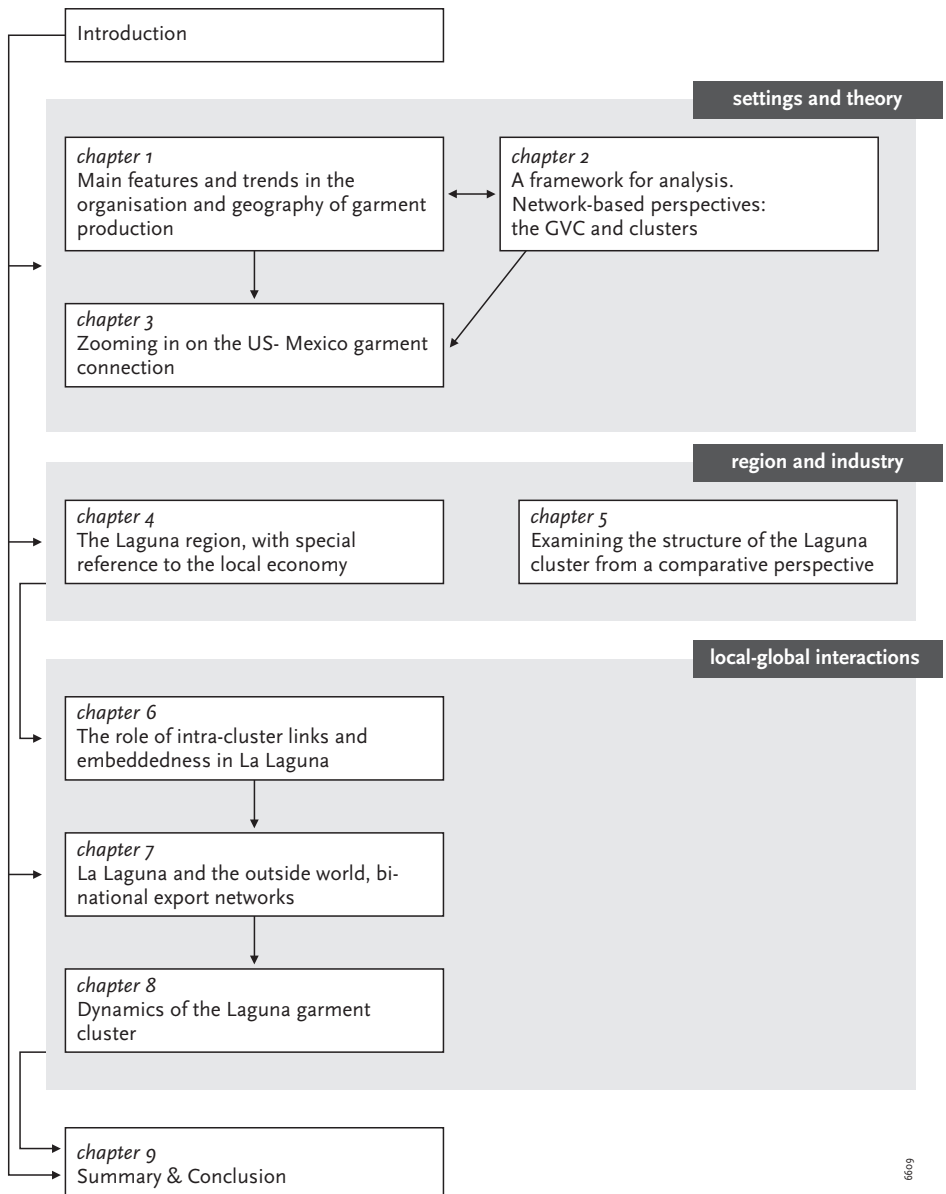 Introduction
settings and theory
chapter 1
Main features and trends in the
organisation and geography of garment
production
chapter 2
A framework for analysis.
Network-based perspectives:
the GVC and clusters
chapter 3
Zooming in on the US- Mexico garment
connection
region and industry
chapter 4
The Laguna region, with special
reference to the local economy
chapter 5
Examining the structure of the Laguna
cluster from a comparative perspective
local-global interactions
chapter 6
The role of intra-cluster links and
embeddedness in La Laguna
chapter 7
La Laguna and the outside world, bi-
national export networks
chapter 8
Dynamics of the Laguna garment
cluster
chapter 9
Summary & Conclusion
6609